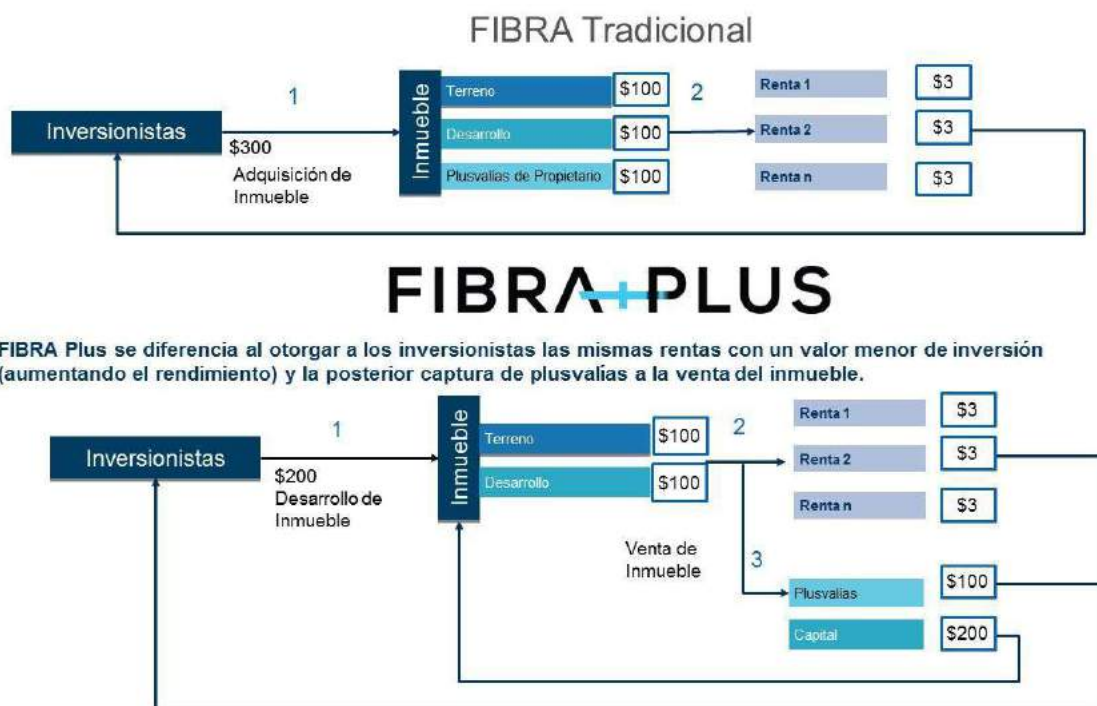 FIBRA Tradicional
Inversionistas
1
$300
Adquisición de
Inmueble
Inmueble
Terreno
$100
Desarrollo
$100
Plusvalías de Propietario
$100
2
Renta 1
$3
Renta 2
$3
Renta n
$3
FIBRA+PLUS
FIBRA Plus se diferencia al otorgar a los inversionistas las mismas rentas con un valor menor de inversión
(aumentando el rendimiento) y la posterior captura de plusvalías a la venta del inmueble.
Inversionistas
1
$200
Desarrollo de
Inmueble
Inmueble
Terreno
$100
Desarrollo
$100
2
Renta 1
$3
Renta 2
$3
Renta n
$3
Venta de
Inmueble
3
Plusvalías
$100
Capital
$200